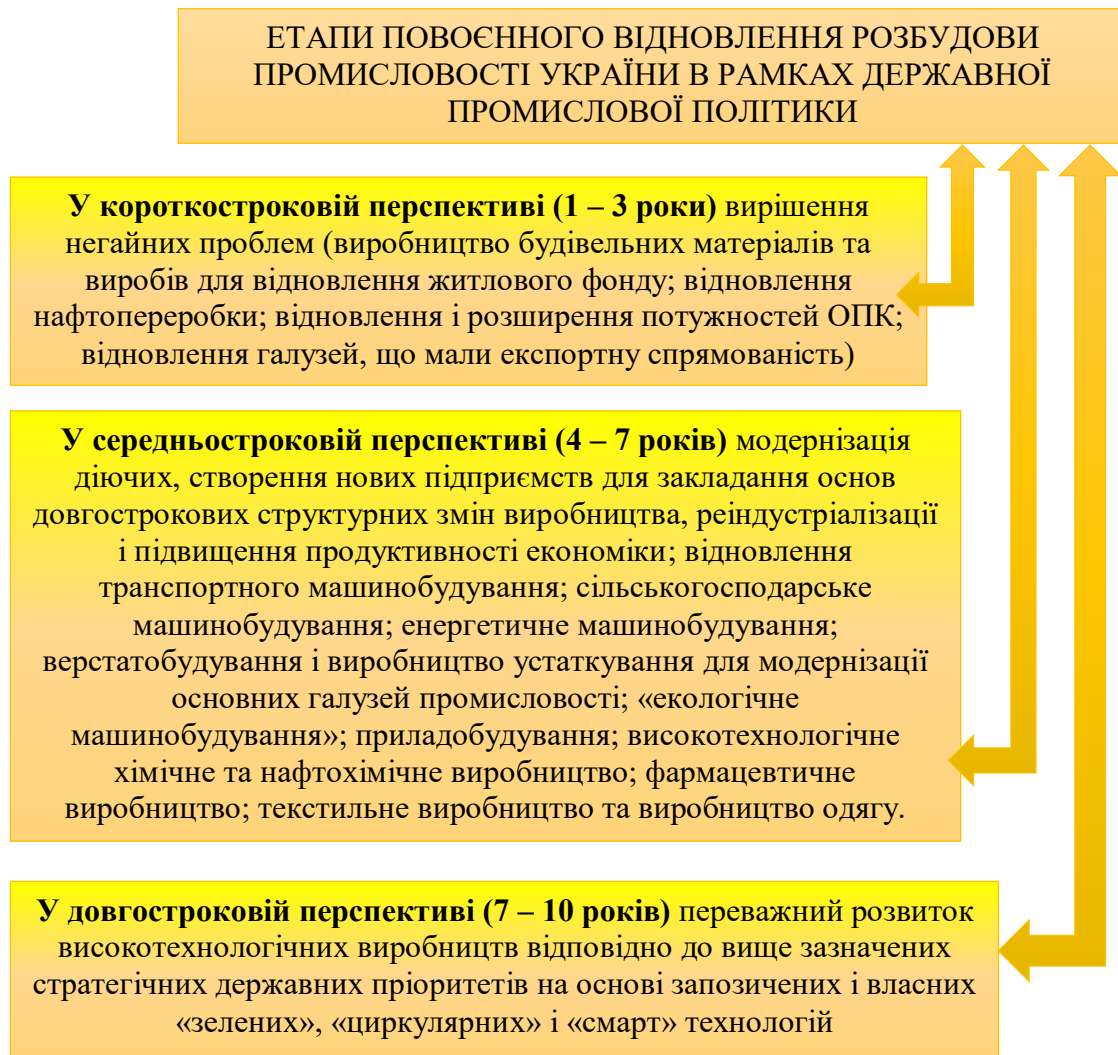 ЕТАПИ ПОВОЄННОГО ВІДНОВЛЕННЯ РОЗБУДОВИ
ПРОМИСЛОВОСТІ УКРАЇНИ В РАМКАХ ДЕРЖАВНОЇ
ПРОМИСЛОВОЇ ПОЛІТИКИ
У короткостроковій перспективі (1 – 3 роки) вирішення
негайних проблем (виробництво будівельних матеріалів та
виробів для відновлення житлового фонду; відновлення
нафтопереробки; відновлення і розширення потужностей ОПК;
відновлення галузей, що мали експортну спрямованість)
У середньостроковій перспективі (4 – 7 років) модернізація
діючих, створення нових підприємств для закладання основ
довгострокових структурних змін виробництва, реіндустріалізації
і підвищення продуктивності економіки; відновлення
транспортного машинобудування; сільськогосподарське
машинобудування; енергетичне машинобудування;
верстатобудування і виробництво устаткування для модернізації
основних галузей промисловості; «екологічне
машинобудування»; приладобудування; високотехнологічне
хімічне та нафтохімічне виробництво; фармацевтичне
виробництво; текстильне виробництво та виробництво одягу.
У довгостроковій перспективі (7 – 10 років) переважний розвиток
високотехнологічних виробництв відповідно до вище зазначених
стратегічних державних пріоритетів на основі запозичених і власних
«зелених», «циркулярних» і «смарт» технологій